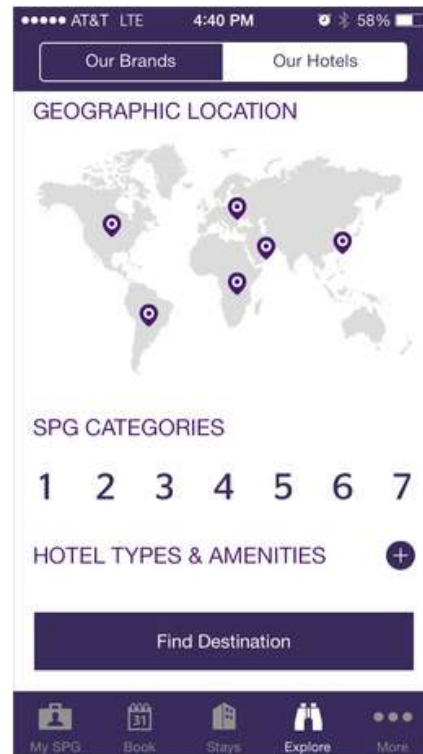 AT&T LTE 4:40 PM 58%
Our Brands Our Hotels
GEOGRAPHIC LOCATION
SPG CATEGORIES
1 2 3 4 5 6 7
HOTEL TYPES & AMENITIES
Find Destination
31
My SPG Book Stays Explore More